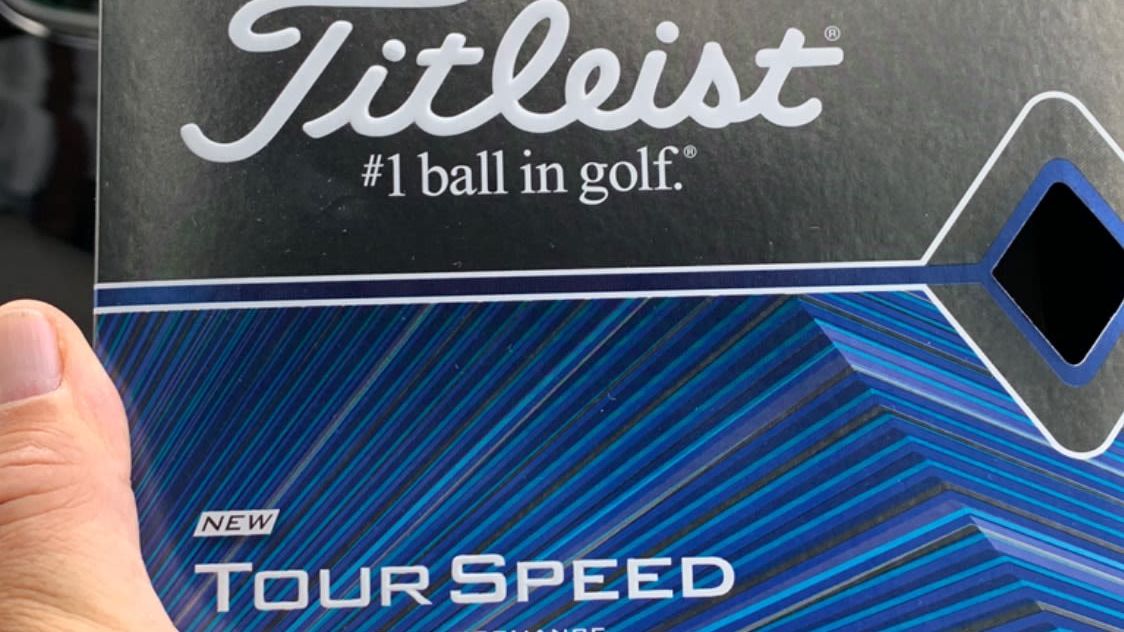 Titleist®
#1 ball in golf.®
NEW
TOUR SPEED